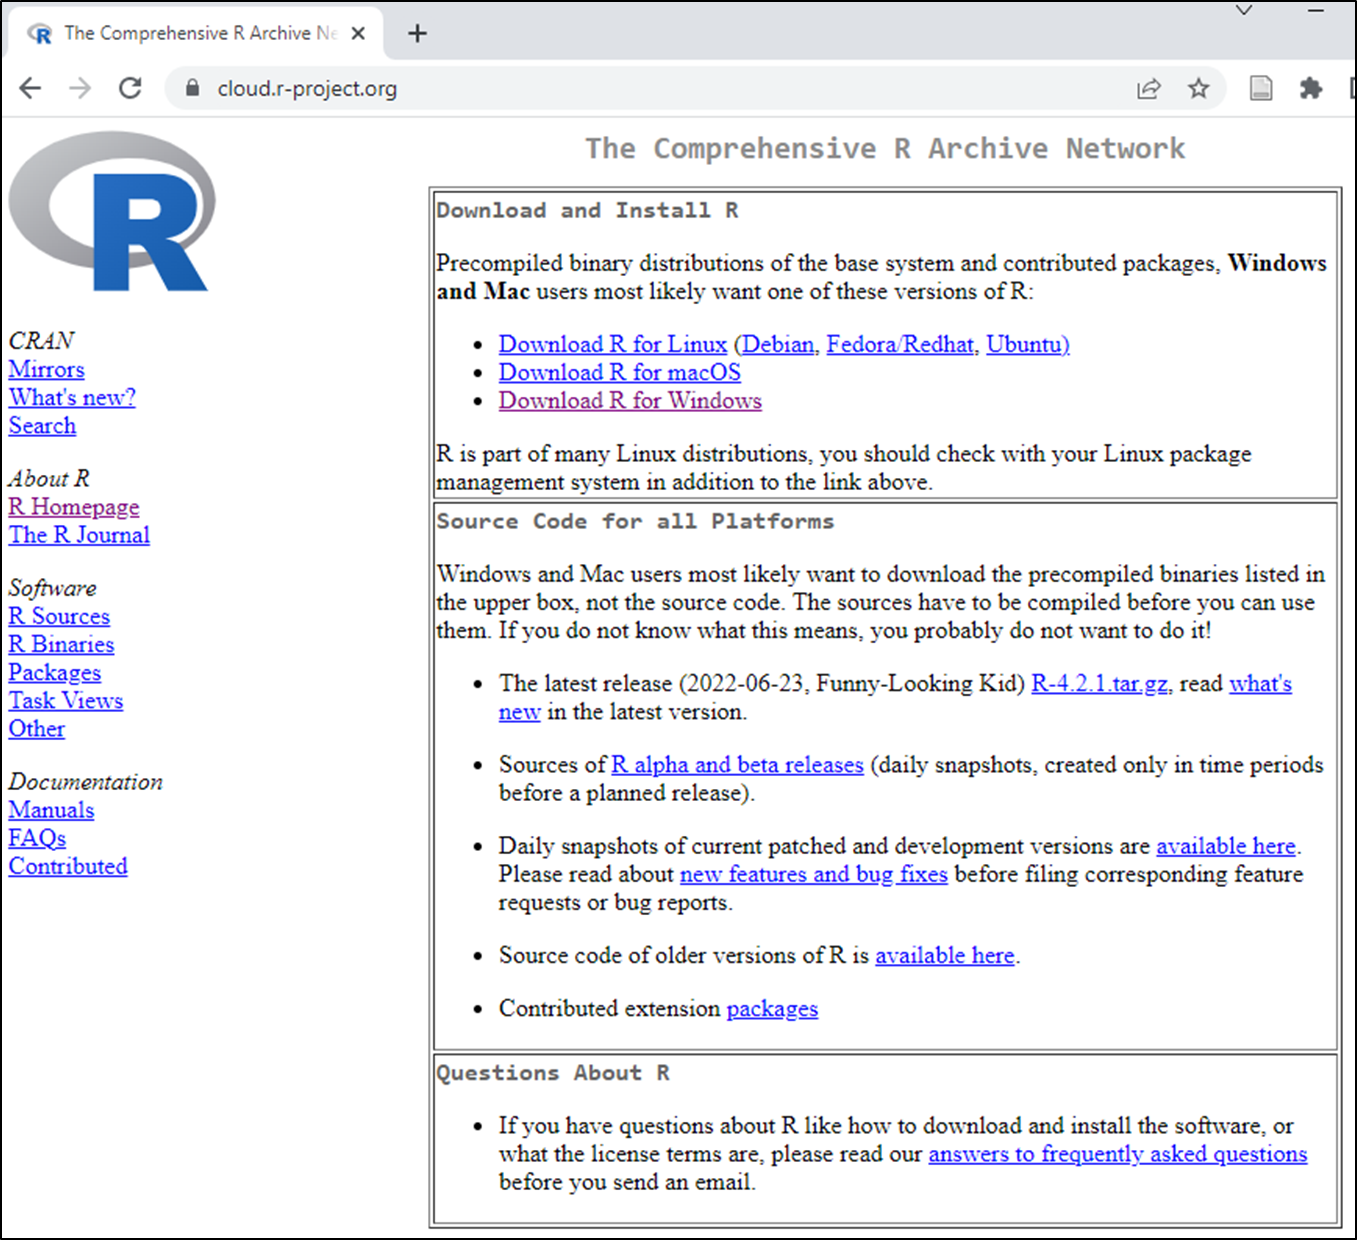 The Comprehensive R Archive Ne
cloud.r-project.org
R
The Comprehensive R Archive Network
CRAN
Mirrors
What's new?
Search
About R
R Homepage
The R Journal
Software
R Sources
R Binaries
Packages
Task Views
Other
Documentation
Manuals
FAQs
Contributed
Download and Install R
Precompiled binary distributions of the base system and contributed packages, Windows
and Mac users most likely want one of these versions of R:
• Download R for Linux (Debian, Fedora/Redhat, Ubuntu)
• Download R for macOS
• Download R for Windows
R is part of many Linux distributions, you should check with your Linux package
management system in addition to the link above.
Source Code for all Platforms
Windows and Mac users most likely want to download the precompiled binaries listed in
the upper box, not the source code. The sources have to be compiled before you can use
them. If you do not know what this means, you probably do not want to do it!
• The latest release (2022-06-23, Funny-Looking Kid) R-4.2.1.tar.gz, read what's
new in the latest version.
• Sources of R alpha and beta releases (daily snapshots, created only in time periods
before a planned release).
• Daily snapshots of current patched and development versions are available here.
Please read about new features and bug fixes before filing corresponding feature
requests or bug reports.
• Source code of older versions of R is available here.
• Contributed extension packages
Questions About R
• If you have questions about R like how to download and install the software, or
what the license terms are, please read our answers to frequently asked questions
before you send an email.